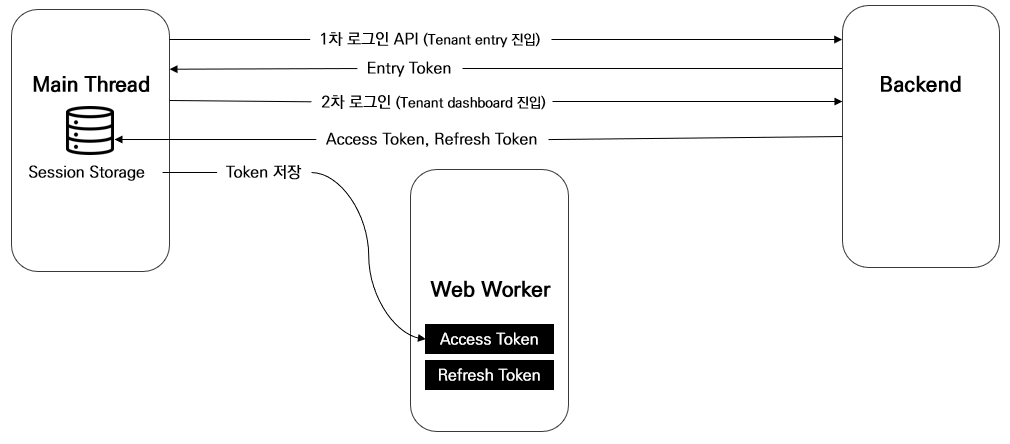 1차 로그인 API (Tenant entry 진입)
Entry Token
Main Thread
Backend
2차 로그인 (Tenant dashboard 진입)
Access Token, Refresh Token
Session Storage
Token 저장
Web Worker
Access Token
Refresh Token